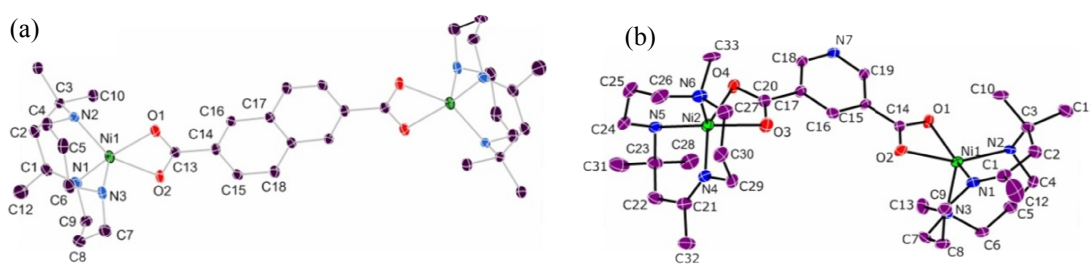 (a)
C3
C10
C4
N2
C2
C5
Ni1
O1
C16
C17
C14
C1
N1
C6
N3
O2
C13
C15
C18
C12
C9
C7
C8
(b)
C33
C18
N7
C25
C26
N6
O4
C20
C19
C27
C17
C15
C14
O1
C10
C3
C1
C24
N5
Ni2
O3
C16
O2
Ni1
N2
C2
C23
C28
C30
C31
N4
C29
C1
N1
C4
C9
C12
C13
N3
C5
C22
C21
C7
C8
C6
C32